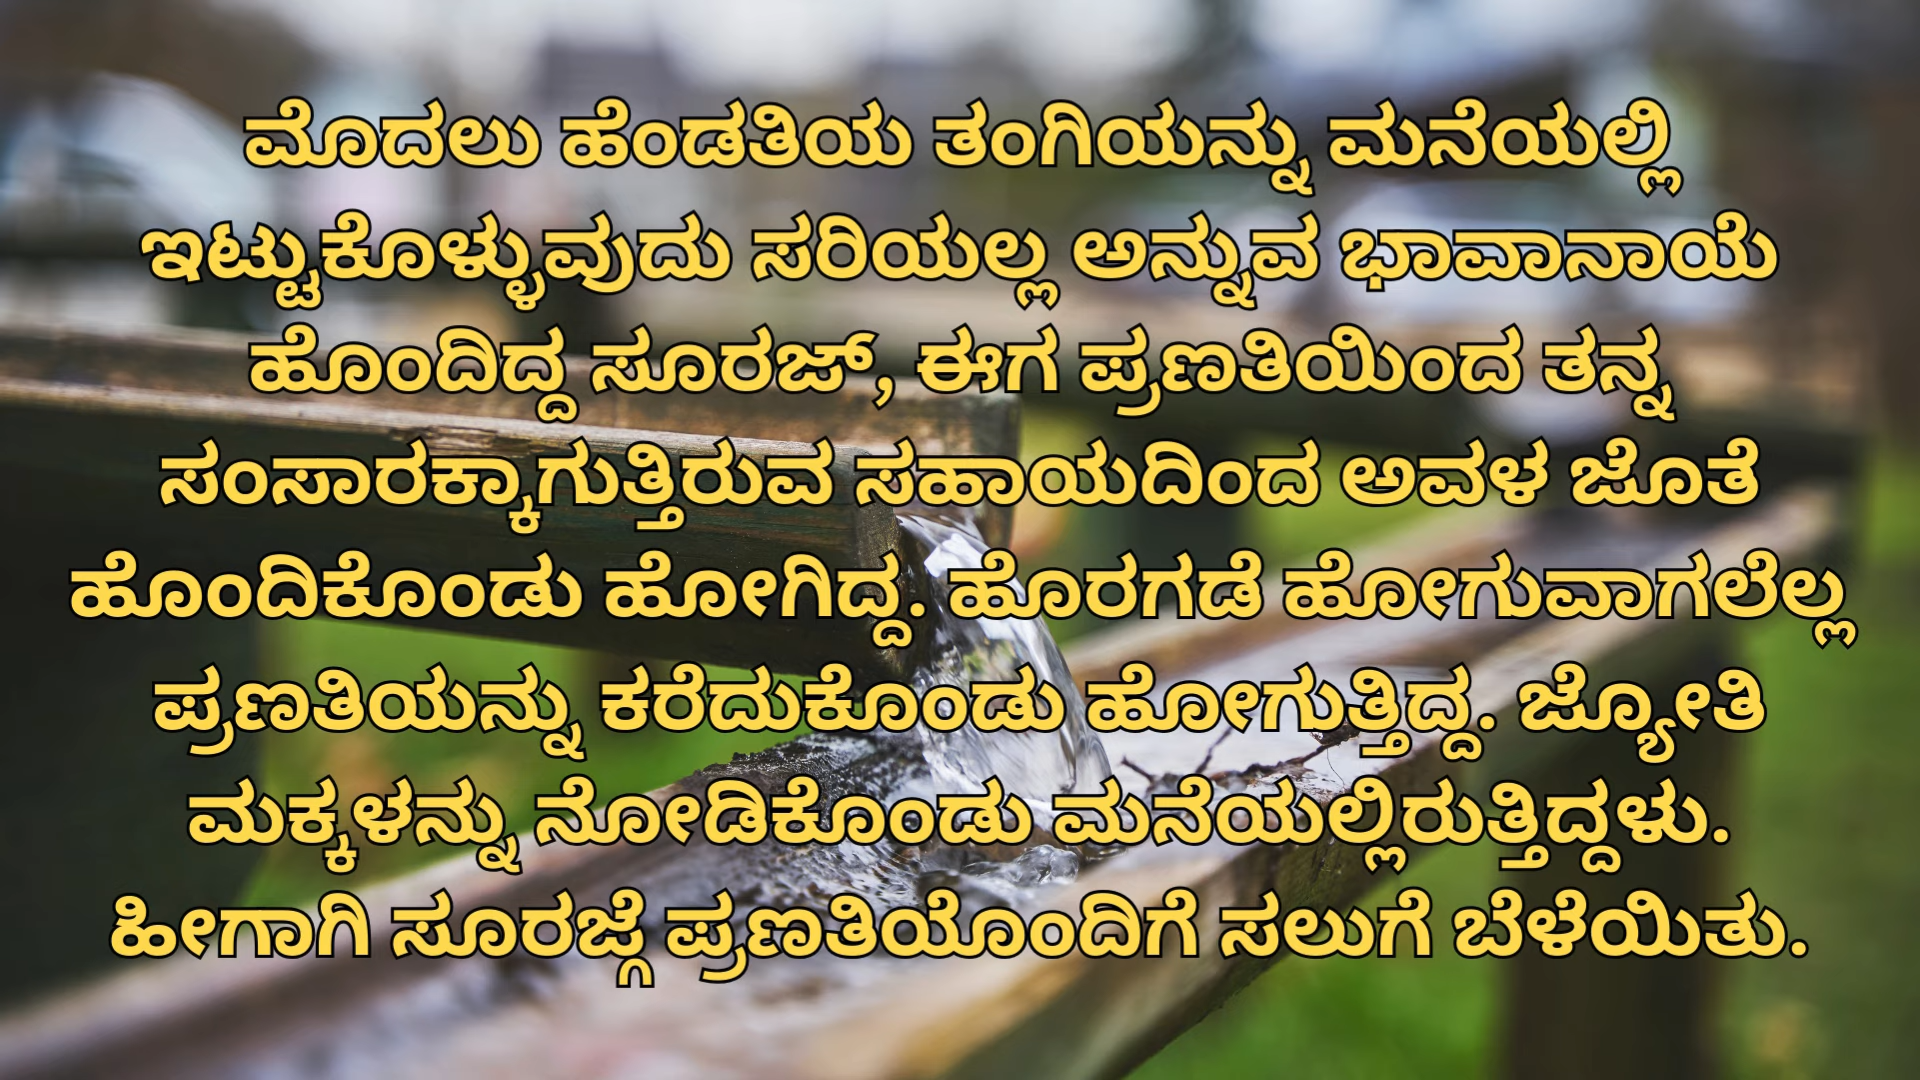 ಮೊದಲು ಹೆಂಡತಿಯ ತಂಗಿಯನ್ನು ಮನೆಯಲ್ಲಿ
ಇಟ್ಟುಕೊಳ್ಳುವುದು ಸರಿಯಲ್ಲ ಅನ್ನುವ ಭಾವಾನಾಯೆ
ಹೊಂದಿದ್ದ ಸೂರಜ್, ಈಗ ಪ್ರಣತಿಯಿಂದ ತನ್ನ
ಸಂಸಾರಕ್ಕಾಗುತ್ತಿರುವ ಸಹಾಯದಿಂದ ಅವಳ ಜೊತೆ
ಹೊಂದಿಕೊಂಡು ಹೋಗಿದ್ದ. ಹೊರಗಡೆ ಹೋಗುವಾಗಲೆಲ್ಲ
ಪ್ರಣತಿಯನ್ನು ಕರೆದುಕೊಂಡು ಹೋಗುತ್ತಿದ್ದ. ಜ್ಯೋತಿ
ಮಕ್ಕಳನ್ನು ನೋಡಿಕೊಂಡು ಮನೆಯಲ್ಲಿರುತ್ತಿದ್ದಳು.
ಹೀಗಾಗಿ ಸೂರಜ್ಗೆ ಪ್ರಣತಿಯೊಂದಿಗೆ ಸಲುಗೆ ಬೆಳೆಯಿತು.